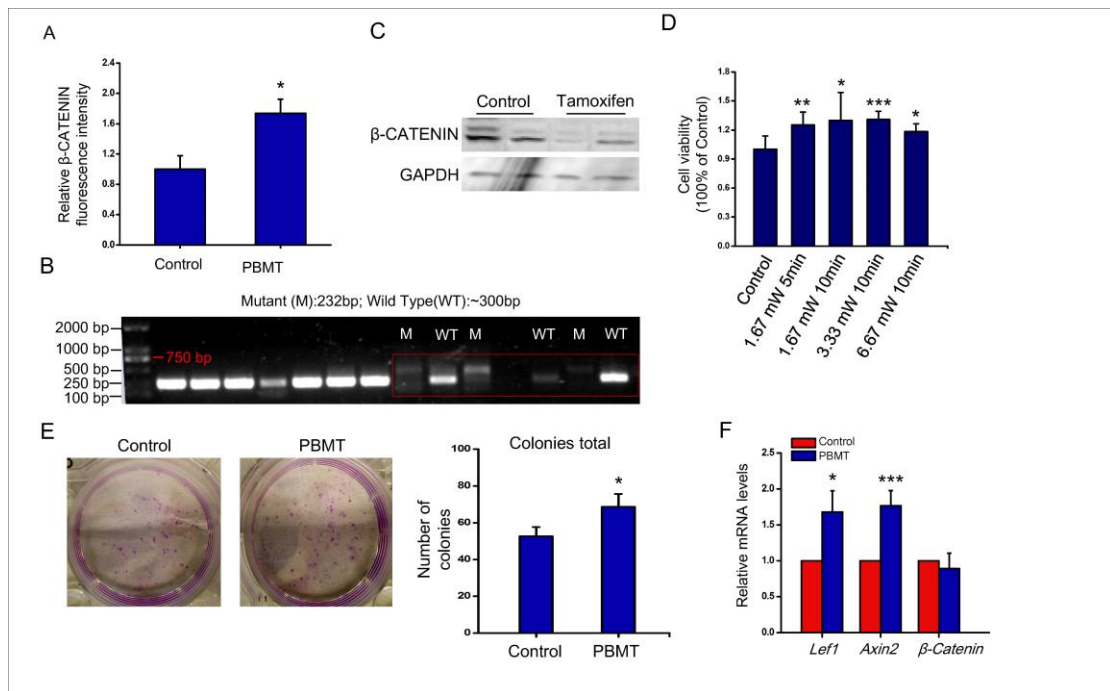 A
Relative β-CATENIN
fluorescence intensity
2.4
2.0
1.6
1.2
0.8
0.4
0.0
*
Control
PBMT
C
Control Tamoxifen
β-CATENIN
GAPDH
D
Cell viability
(100% of Control)
1.8
1.5
1.2
0.9
0.6
0.3
0.0
** * *** *
Control
1.67 mW 5min
1.67 mW 10min
3.33 mW 10min
6.67 mW 10min
B
Mutant (M):232bp; Wild Type(WT):~300bp
2000 bp
1000 bp
750 bp
500 bp
250 bp
100 bp
M WT M WT M WT
E
Control
PBMT
Colonies total
Number of
colonies
100
80
60
40
20
0
*
Control
PBMT
F
Control
PBMT
Relative mRNA levels
2.5
2.0
1.5
1.0
0.5
0.0
* ***
Lef1 Axin2 β-Catenin